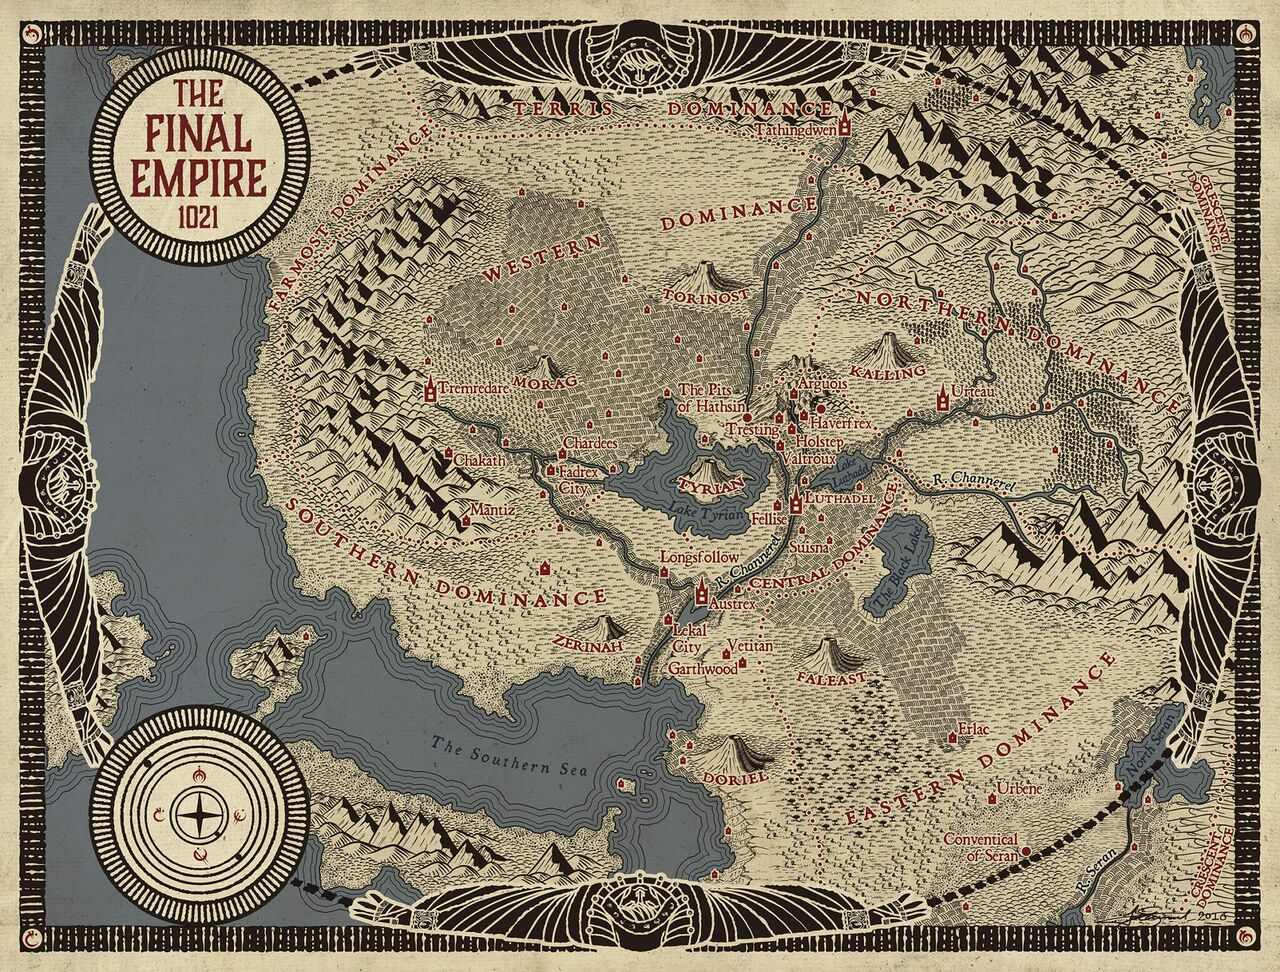 THE
FINAL
EMPIRE
1021
TERRIS DOMINANCE
Tathingdwen
FARMOST DOMINANCE
CRESCENT
DOMINANCE
WESTERN DOMINANCE
TORINOST
NORTHERN DOMINANCE
MORAG
KALLING
Tremredare
The Pits
of Hathsin
Arguois
Urteau
Tresting
Haverfrex
Holstep
Valtroux
Chardees
Chakath
Fadrex
City
TYRIAN
Lake
Luthadel
R. Channerel
LUTHADEL
Mantiz
Lake Tyrian
Fellise
Suisna
SOUTHERN DOMINANCE
Longsfollow
R. Channerel
CENTRAL DOMINANCE
The Black Lake
Austrex
ZERINAH
Lekal
City
Veritan
Garthwood
FALEAST
The Southern Sea
DORIEL
Erlac
EASTERN DOMINANCE
North Seran
Urbene
Conventical
of Seran
R. Seran
CRESCENT
DOMINANCE
2016